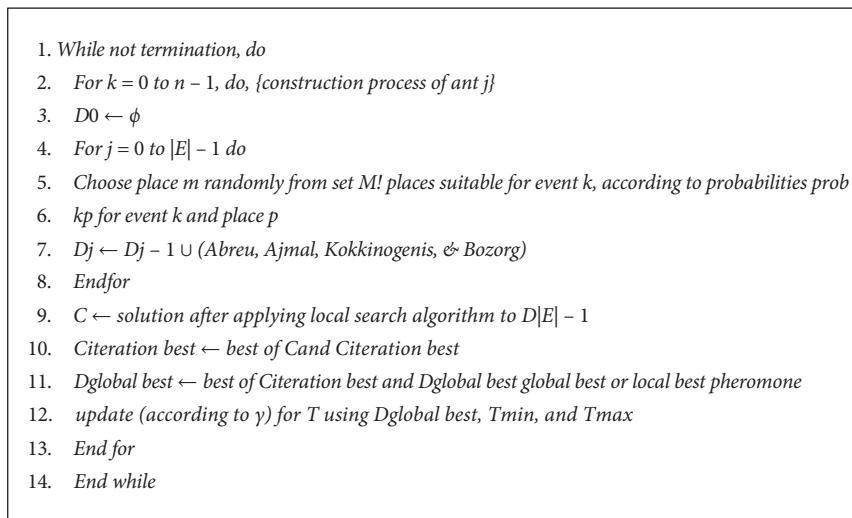 1. While not termination, do
2. For k = 0 to n – 1, do, {construction process of ant j}
3. D0 ← ϕ
4. For j = 0 to |E| – 1 do
5. Choose place m randomly from set M! places suitable for event k, according to probabilities prob
6. kp for event k and place p
7. Dj ← Dj – 1 ∪ (Abreu, Ajmal, Kokkinogenis, & Bozorg)
8. Endfor
9. C ← solution after applying local search algorithm to D|E| – 1
10. Citeration best ← best of Cand Citeration best
11. Dglobal best ← best of Citeration best and Dglobal best global best or local best pheromone
12. update (according to γ) for T using Dglobal best, Tmin, and Tmax
13. End for
14. End while